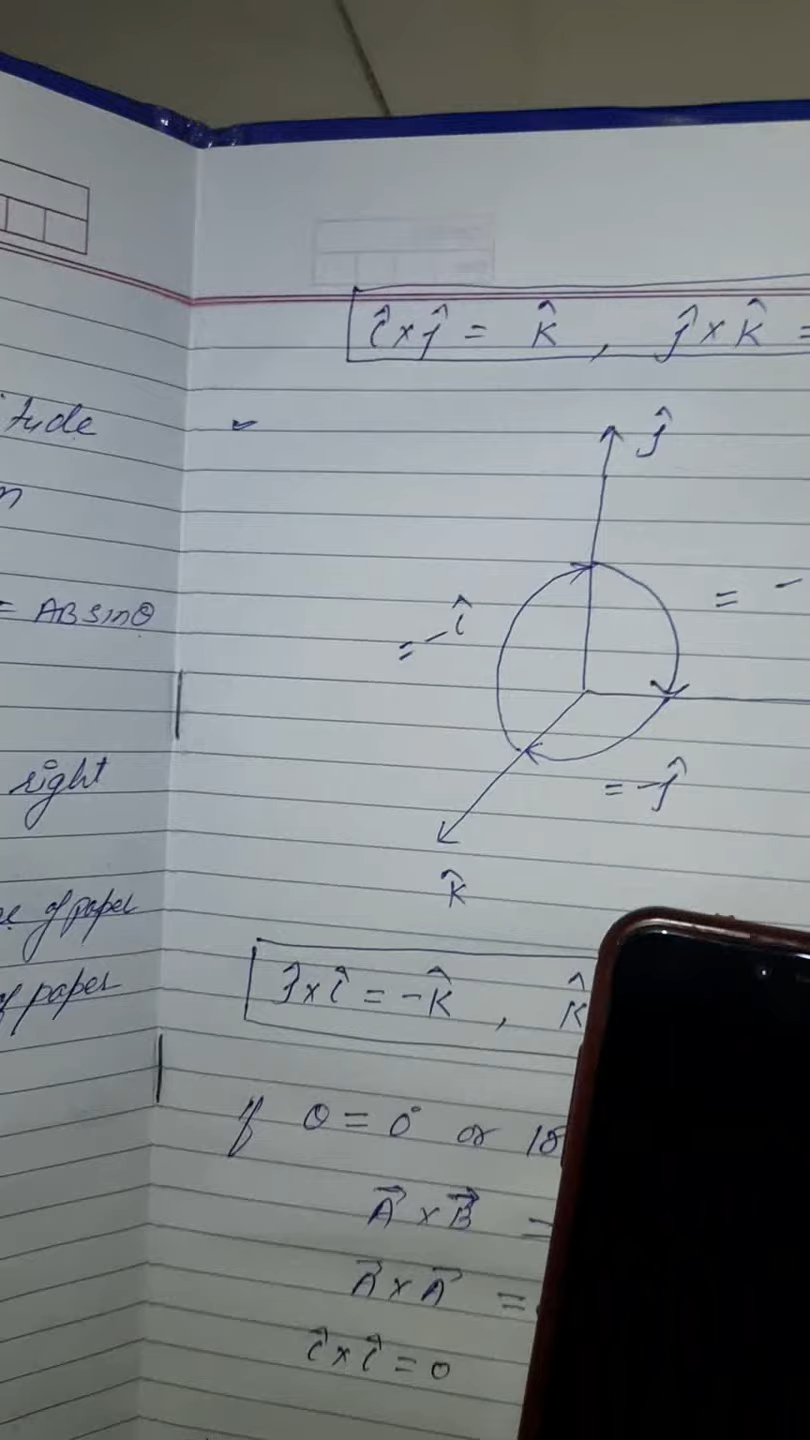 î×ĵ = k̂ , ĵ×k̂ =
tude
ĵ
= AB sinθ
= -
= -î
right
= -ĵ
k̂
of paper
of paper
ĵ×î = -k̂ , k̂
if θ = 0° or 18
A⃗ × B⃗ =
A⃗ × A⃗ =
î×î = 0